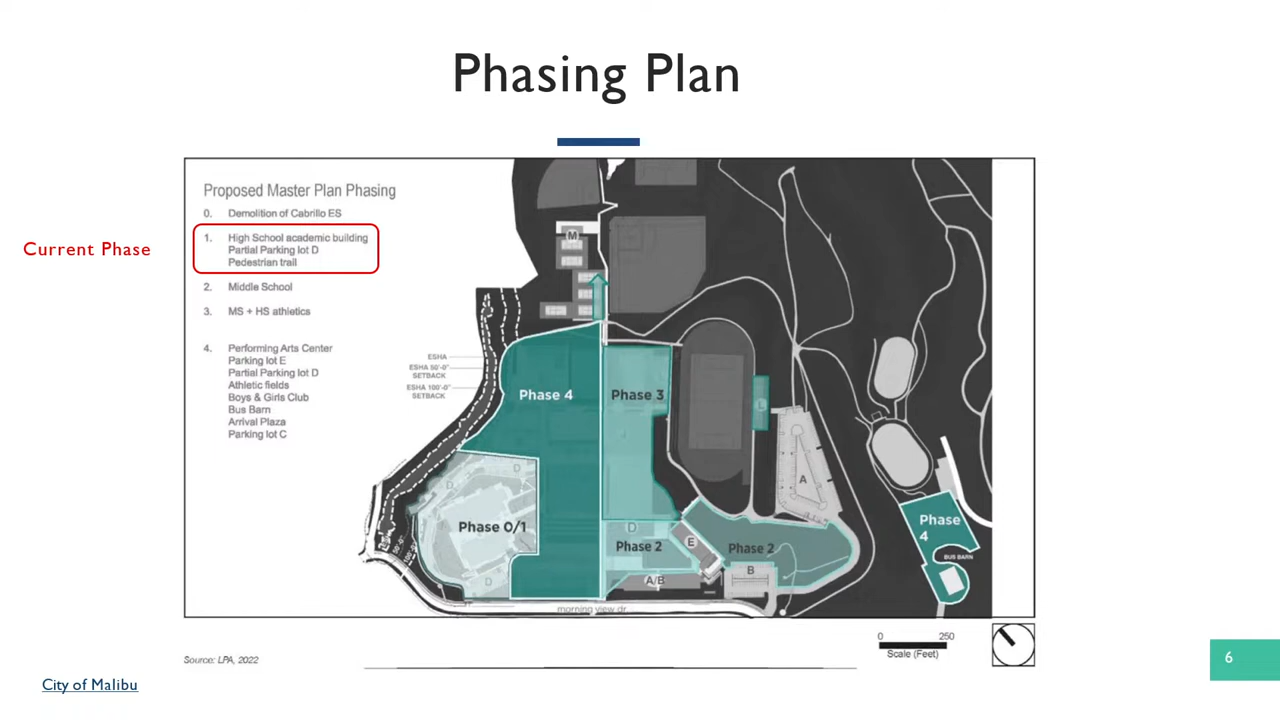 Phasing Plan
Proposed Master Plan Phasing
0. Demolition of Cabrillo ES
Current Phase
1. High School academic building
Partial Parking lot D
Pedestrian trail
2. Middle School
3. MS + HS athletics
4. Performing Arts Center
Parking lot E
Partial Parking lot D
Athletic fields
Boys & Girls Club
Bus Barn
Arrival Plaza
Parking lot C
M
ESHA
ESHA 50'-0"
SETBACK
ESHA 100'-0"
SETBACK
Phase 4
Phase 3
L
D
D
A
Phase 0/1
D
Phase 2
E
Phase 2
B
A/B
D
50'-0"
100'-0"
Phase
4
BUS BARN
morning view dr.
0 250
Scale (Feet)
Source: LPA, 2022
City of Malibu
6